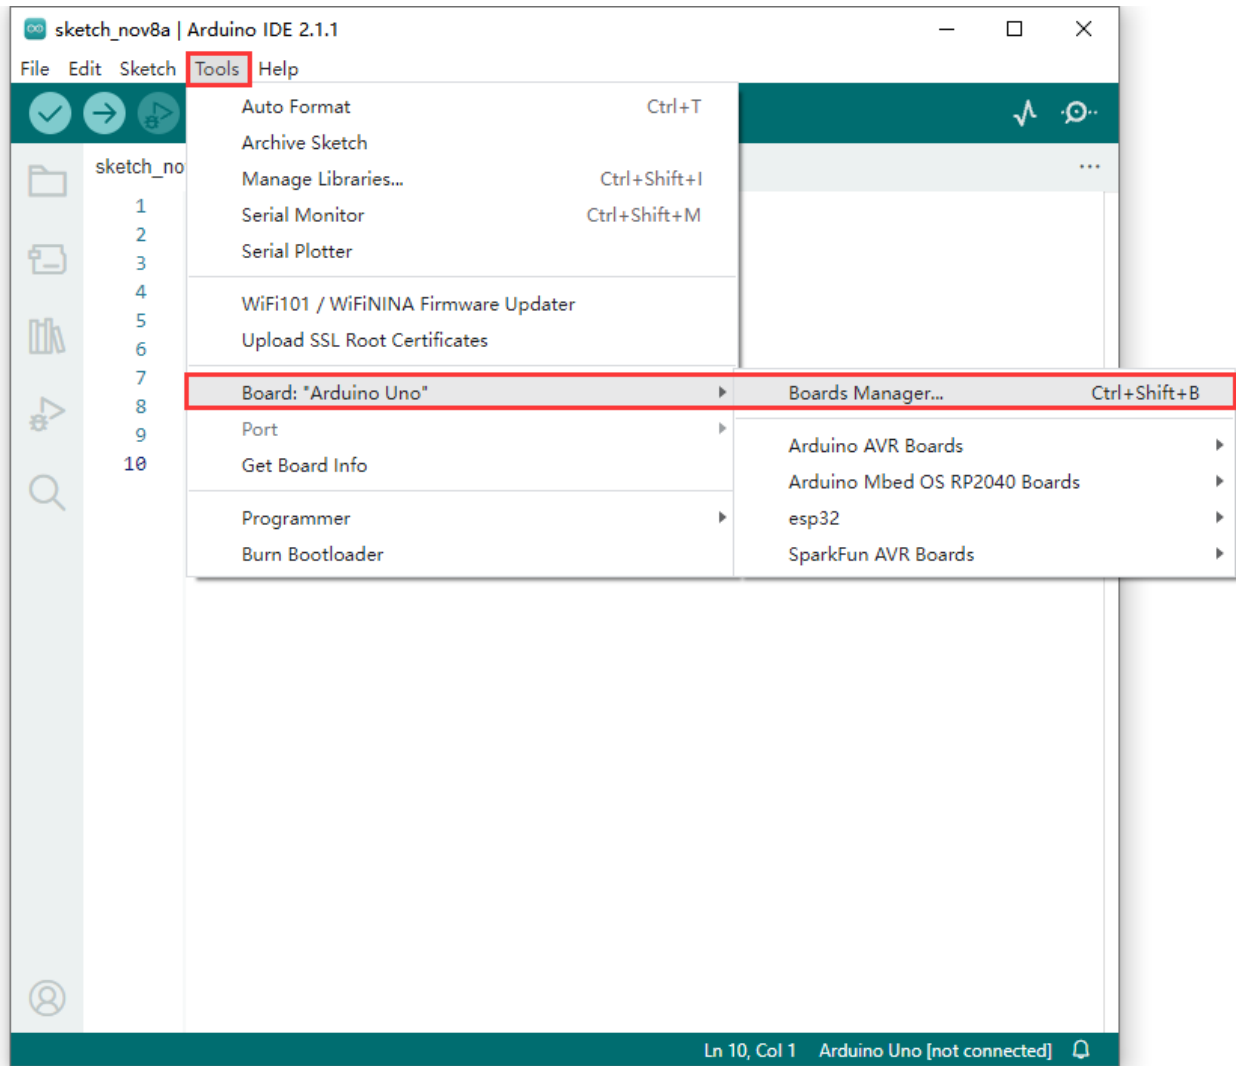 sketch_nov8a | Arduino IDE 2.1.1
File Edit Sketch Tools Help
Auto Format Ctrl+T
Archive Sketch
sketch_no
Manage Libraries... Ctrl+Shift+I
1
Serial Monitor Ctrl+Shift+M
2
Serial Plotter
3
4
WiFi101 / WiFiNINA Firmware Updater
5
Upload SSL Root Certificates
6
7
Board: "Arduino Uno" Boards Manager... Ctrl+Shift+B
8
Port
9
Arduino AVR Boards
Get Board Info
10
Arduino Mbed OS RP2040 Boards
Programmer
esp32
Burn Bootloader
SparkFun AVR Boards
Ln 10, Col 1 Arduino Uno [not connected]